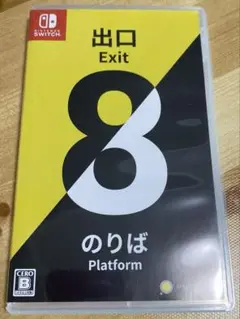 NINTENDO
SWITCH
出口
Exit
8
のりば
Platform
CERO
B